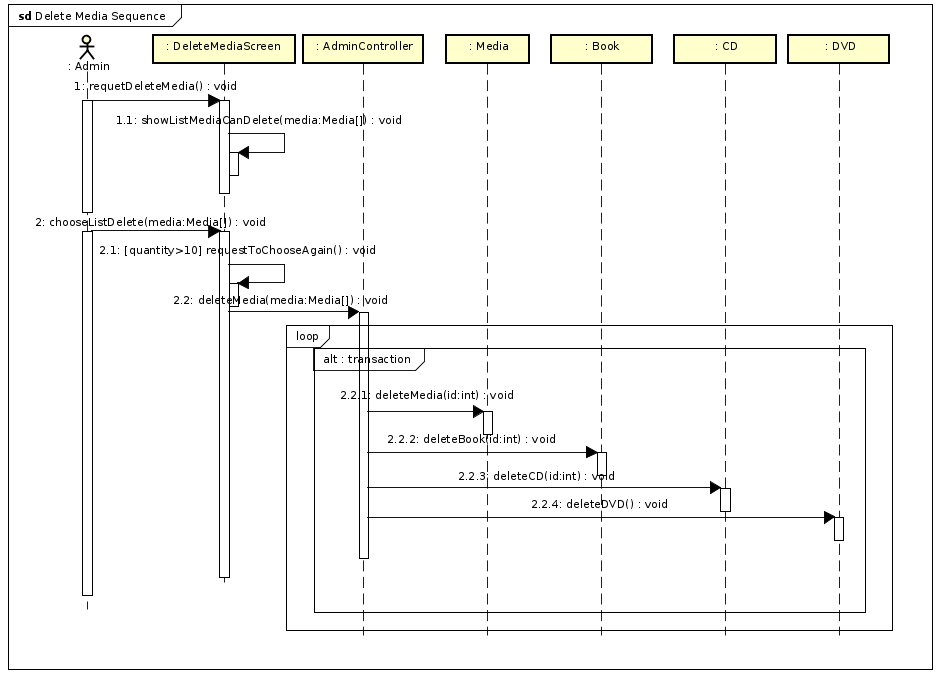 sd Delete Media Sequence
: Admin
: DeleteMediaScreen
: AdminController
: Media
: Book
: CD
: DVD
1: requetDeleteMedia() : void
1.1: showListMediaCanDelete(media:Media[]) : void
2: chooseListDelete(media:Media[]) : void
2.1: [quantity>10] requestToChooseAgain() : void
2.2: deleteMedia(media:Media[]) : void
loop
alt : transaction
2.2.1: deleteMedia(id:int) : void
2.2.2: deleteBook(id:int) : void
2.2.3: deleteCD(id:int) : void
2.2.4: deleteDVD() : void